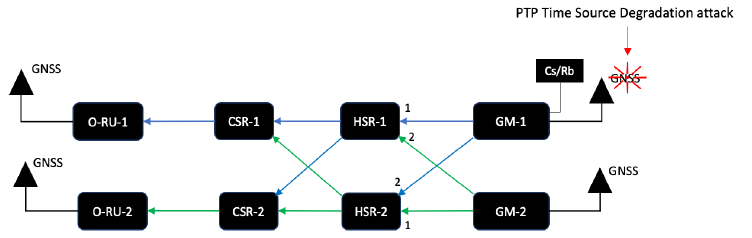 PTP Time Source Degradation attack
GNSS
Cs/Rb
GNSS
O-RU-1
CSR-1
HSR-1
1
GM-1
2
GNSS
GNSS
2
O-RU-2
CSR-2
HSR-2
1
GM-2